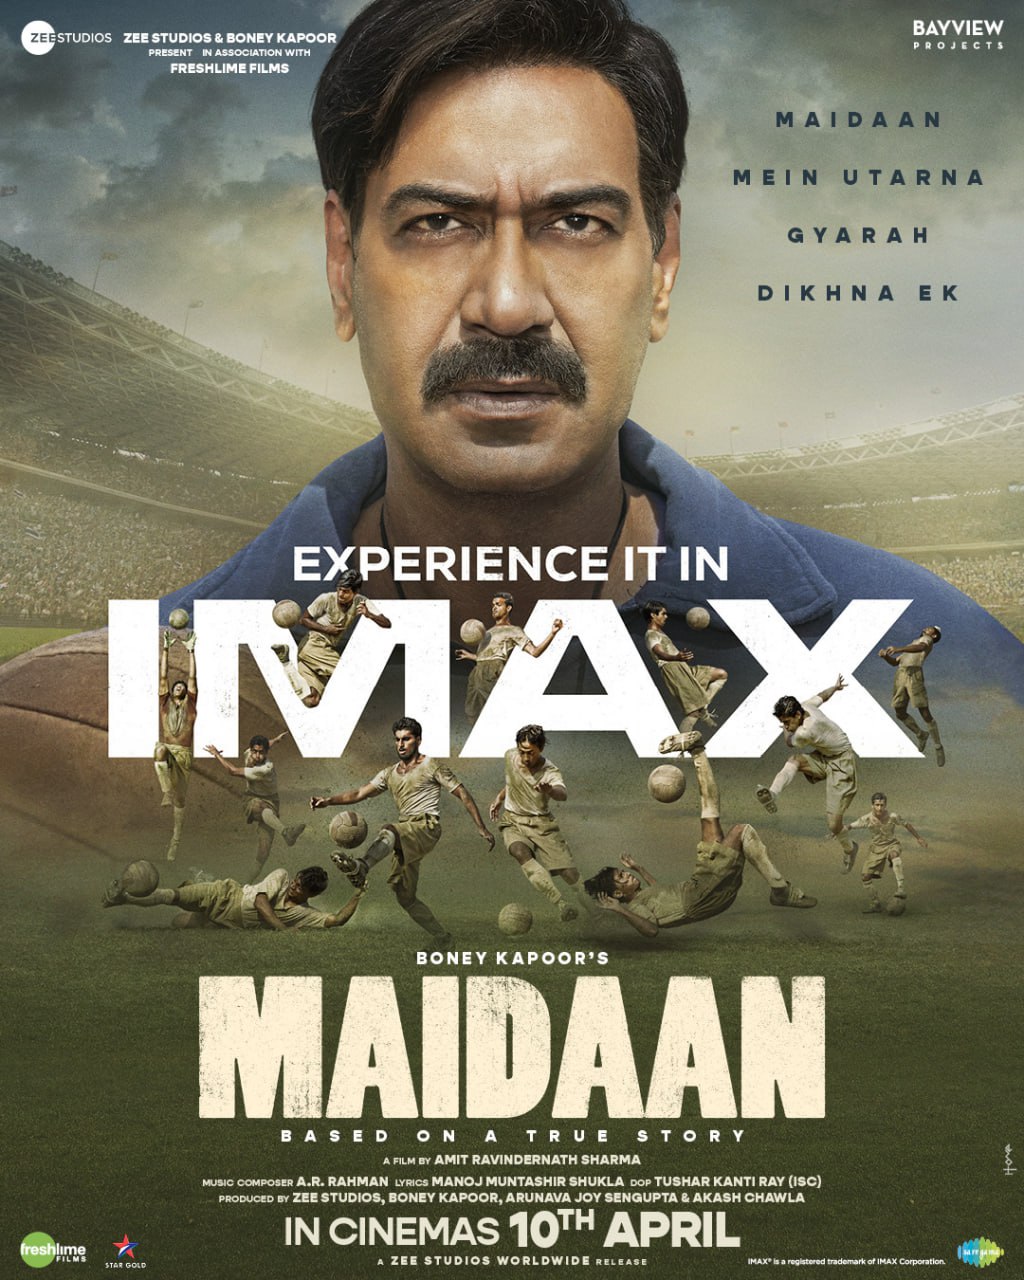 ZEE STUDIOS
ZEE STUDIOS & BONEY KAPOOR
PRESENT IN ASSOCIATION WITH
FRESHLIME FILMS
BAYVIEW
PROJECTS
MAIDAAN
MEIN UTARNA
GYARAH
DIKHNA EK
EXPERIENCE IT IN
IMAX
BONEY KAPOOR'S
MAIDAAN
BASED ON A TRUE STORY
A FILM BY AMIT RAVINDERNATH SHARMA
MUSIC COMPOSER A.R. RAHMAN LYRICS MANOJ MUNTASHIR SHUKLA DOP TUSHAR KANTI RAY (ISC)
PRODUCED BY ZEE STUDIOS, BONEY KAPOOR, ARUNAVA JOY SENGUPTA & AKASH CHAWLA
IN CINEMAS 10TH APRIL
A ZEE STUDIOS WORLDWIDE RELEASE
freshlime
FILMS
STAR GOLD
IMAX® is a registered trademark of IMAX Corporation.